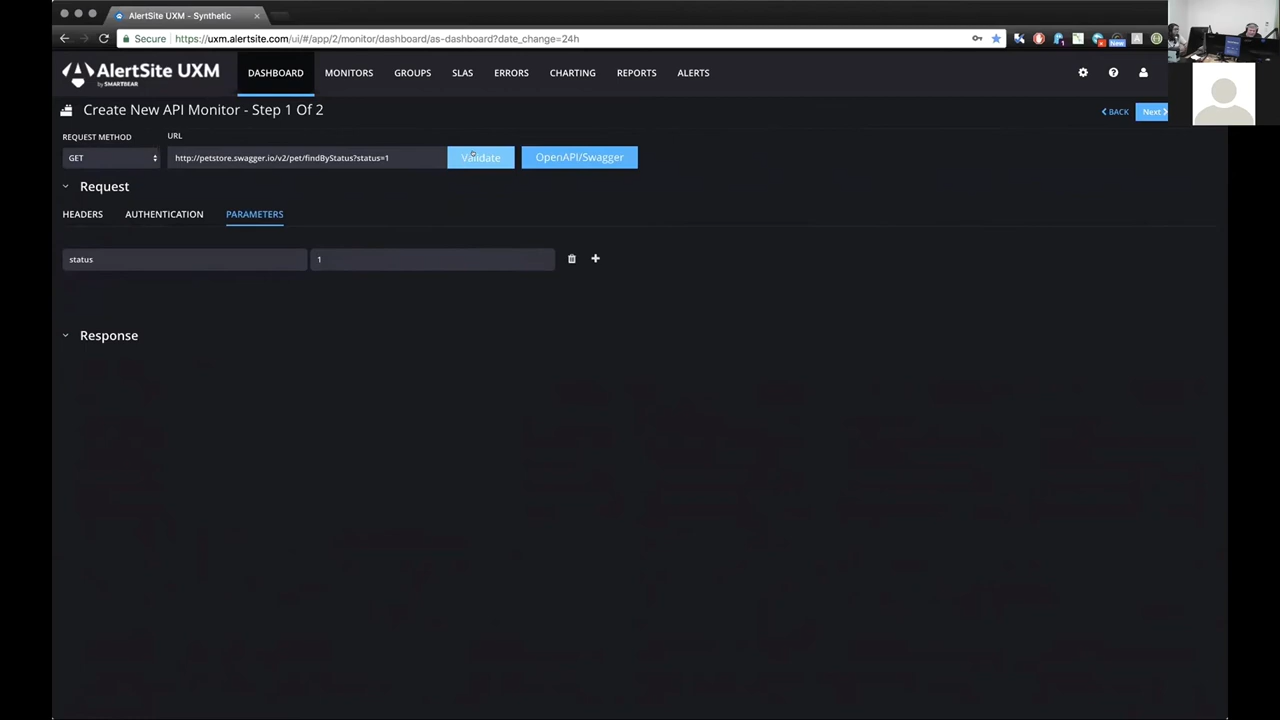 AlertSite UXM - Synthetic
Secure https://uxm.alertsite.com/ui/#/app/2/monitor/dashboard/as-dashboard?date_change=24h
New
AlertSite UXM
by SMARTBEAR
DASHBOARD MONITORS GROUPS SLAS ERRORS CHARTING REPORTS ALERTS
Create New API Monitor - Step 1 Of 2
BACK Next
REQUEST METHOD URL
GET http://petstore.swagger.io/v2/pet/findByStatus?status=1 Validate OpenAPI/Swagger
Request
HEADERS AUTHENTICATION PARAMETERS
status 1
Response